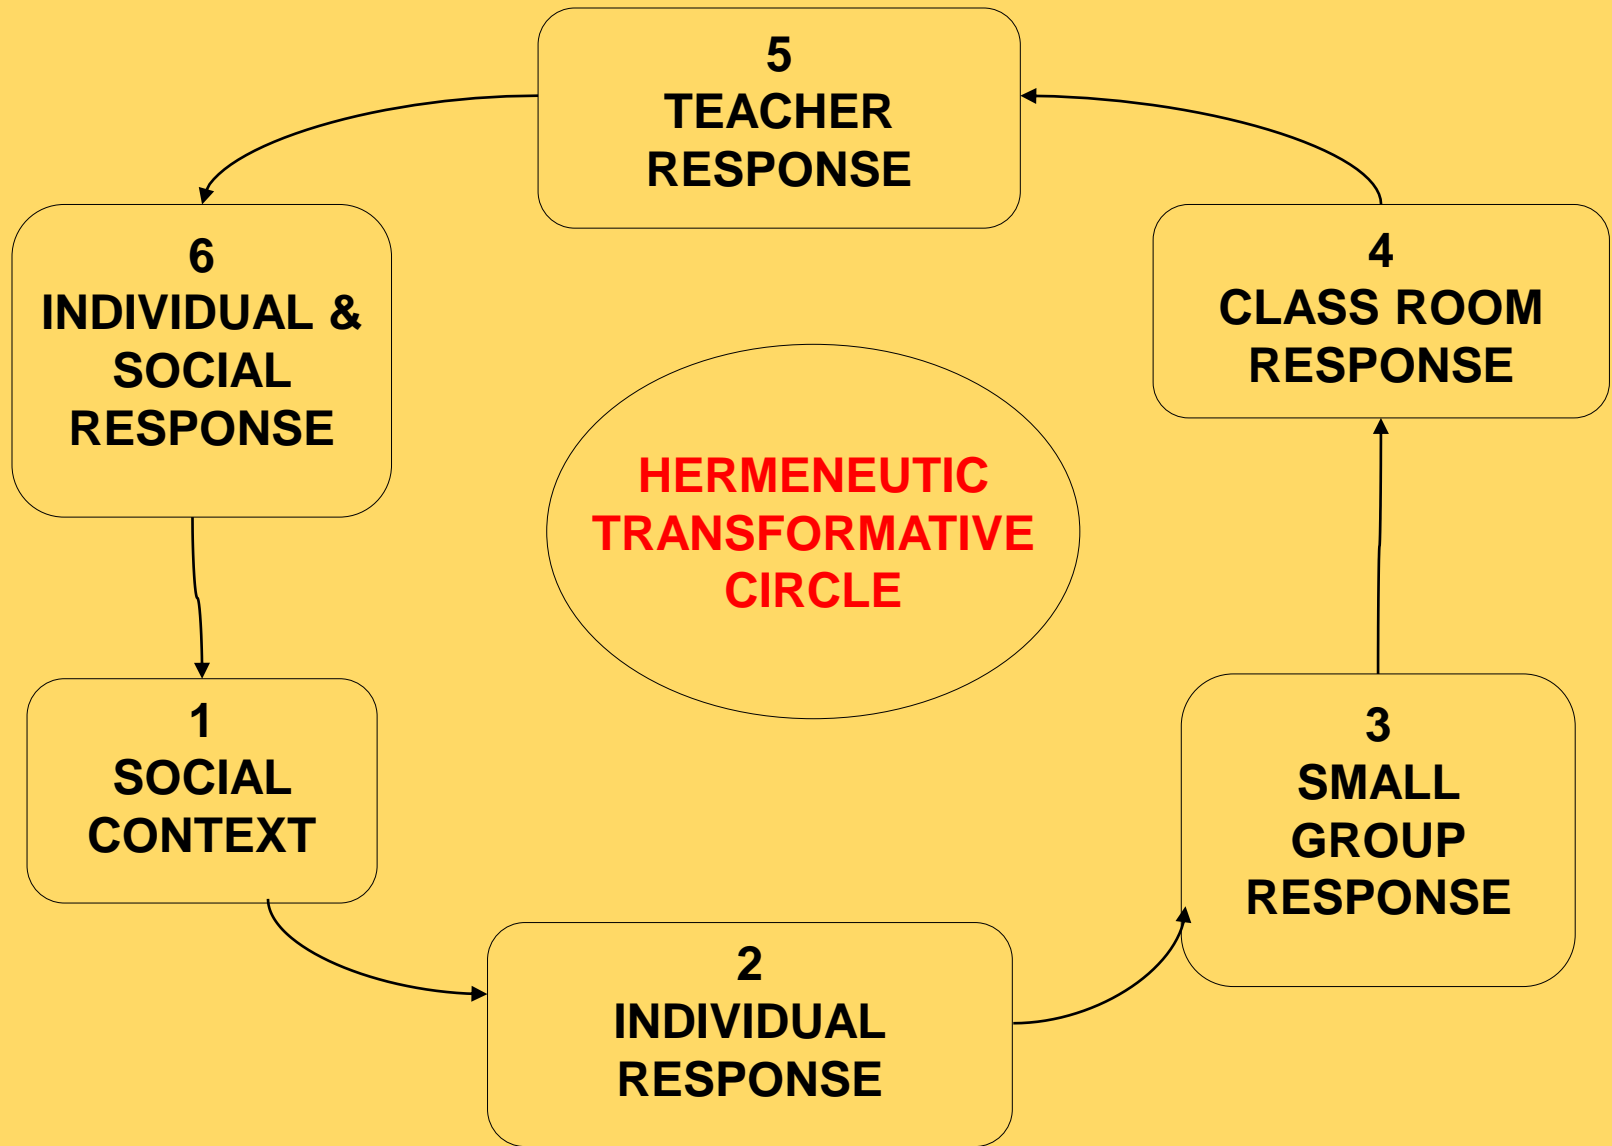 5
TEACHER
RESPONSE
6
INDIVIDUAL &
SOCIAL
RESPONSE
4
CLASS ROOM
RESPONSE
HERMENEUTIC
TRANSFORMATIVE
CIRCLE
1
SOCIAL
CONTEXT
3
SMALL
GROUP
RESPONSE
2
INDIVIDUAL
RESPONSE